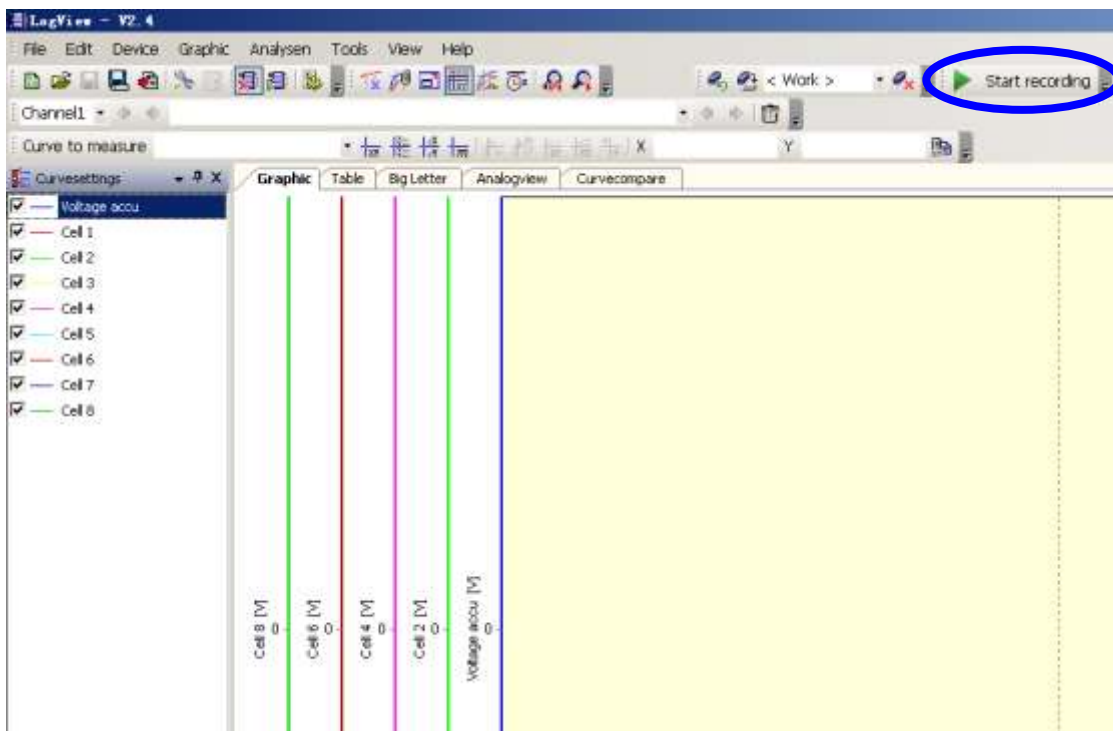 LogView - V2.4
File Edit Device Graphic Analysen Tools View Help
< Work > Start recording
Channel1
Curve to measure X Y
Curvesettings Graphic Table Big Letter Analogview Curvecompare
Voltage accu
Cell 1
Cell 2
Cell 3
Cell 4
Cell 5
Cell 6
Cell 7
Cell 8
Cell 8 [V] 0
Cell 6 [V] 0
Cell 4 [V] 0
Cell 2 [V] 0
Voltage accu [V] 0